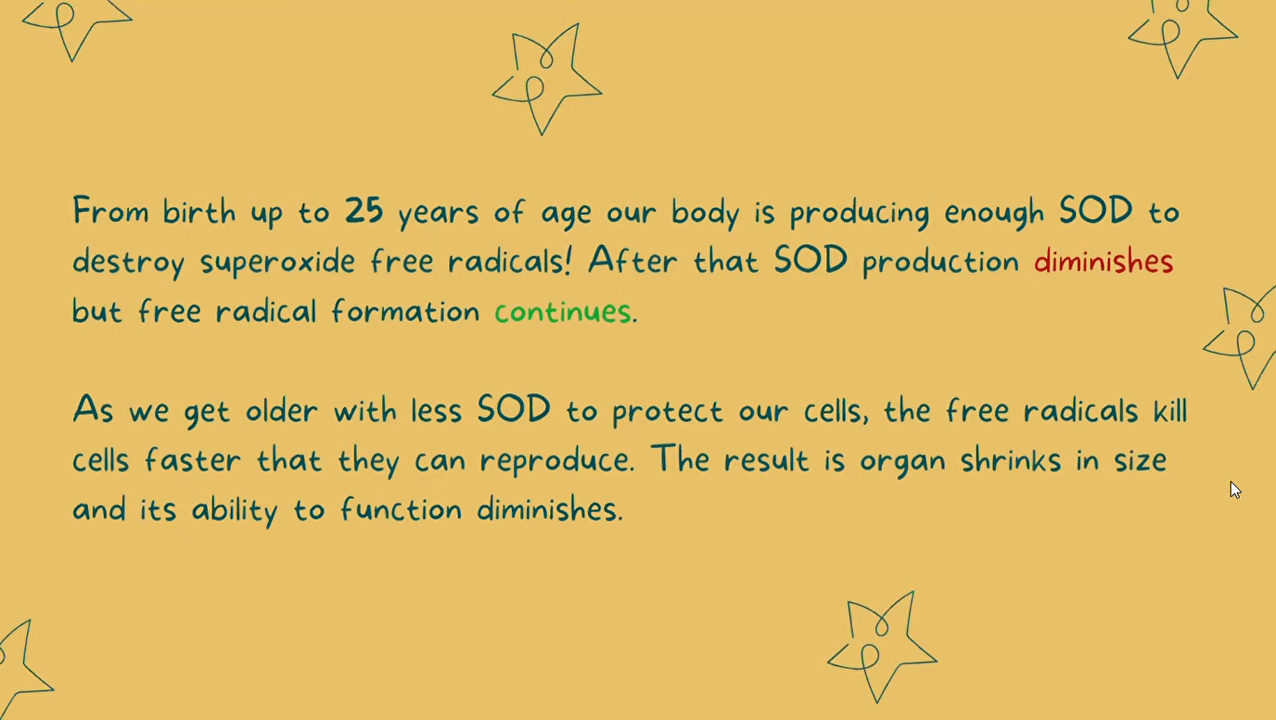 From birth up to 25 years of age our body is producing enough SOD to
destroy superoxide free radicals! After that SOD production diminishes
but free radical formation continues.
As we get older with less SOD to protect our cells, the free radicals kill
cells faster that they can reproduce. The result is organ shrinks in size
and its ability to function diminishes.